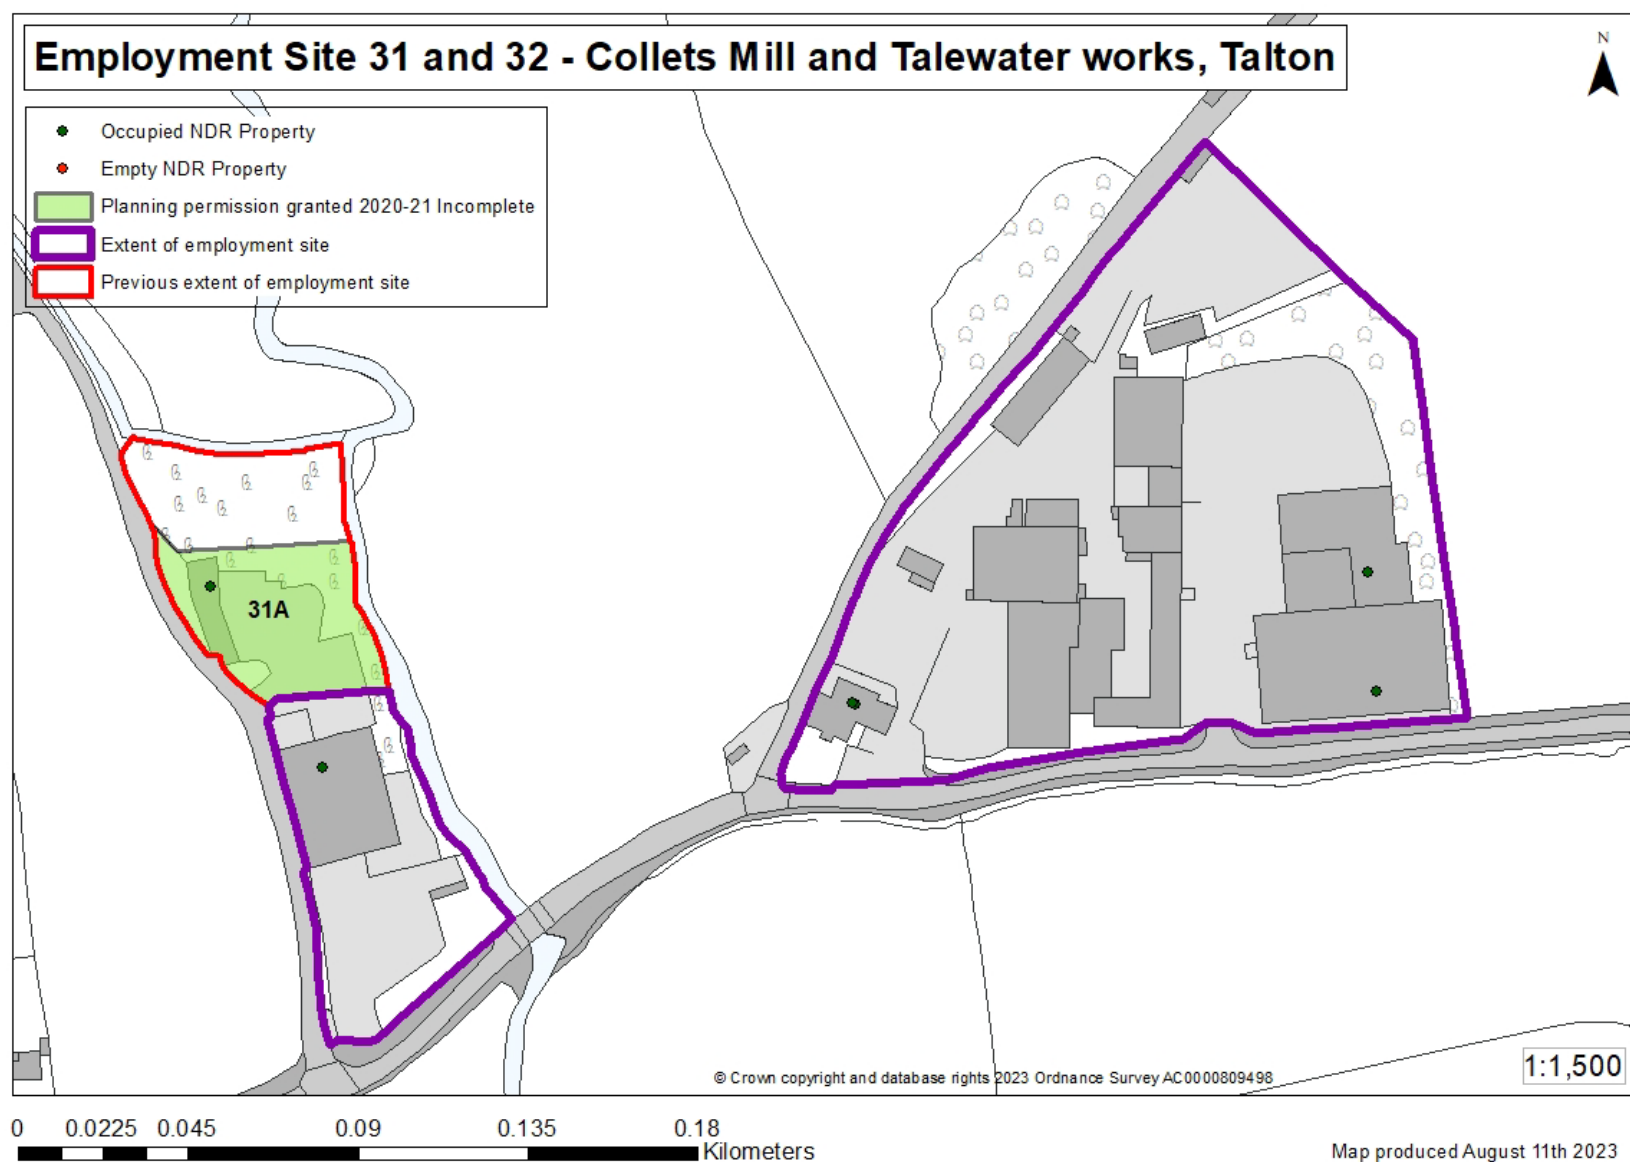 Employment Site 31 and 32 - Collets Mill and Talewater works, Talton
N
Occupied NDR Property
Empty NDR Property
Planning permission granted 2020-21 Incomplete
Extent of employment site
Previous extent of employment site
31A
© Crown copyright and database rights 2023 Ordnance Survey AC0000809498
1:1,500
0 0.0225 0.045 0.09 0.135 0.18
Kilometers
Map produced August 11th 2023